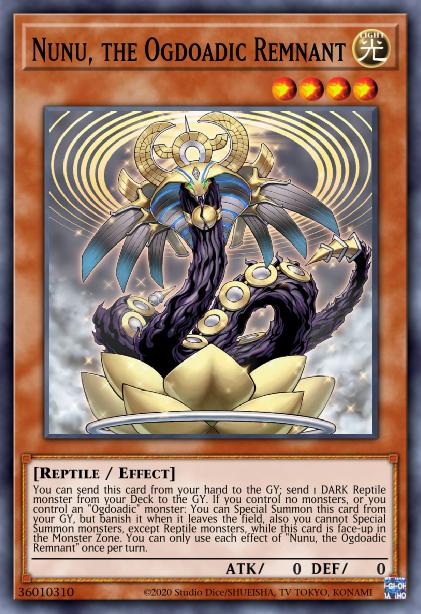 NUNU, THE OGDOADIC REMNANT
LIGHT
光
[REPTILE / EFFECT]
You can send this card from your hand to the GY; send 1 DARK Reptile
monster from your Deck to the GY. If you control no monsters, or you
control an "Ogdoadic" monster: You can Special Summon this card from
your GY, but banish it when it leaves the field, also you cannot Special
Summon monsters, except Reptile monsters, while this card is face-up in
the Monster Zone. You can only use each effect of "Nunu, the Ogdoadic
Remnant" once per turn.
ATK/ 0 DEF/ 0
36010310 ©2020 Studio Dice/SHUEISHA, TV TOKYO, KONAMI